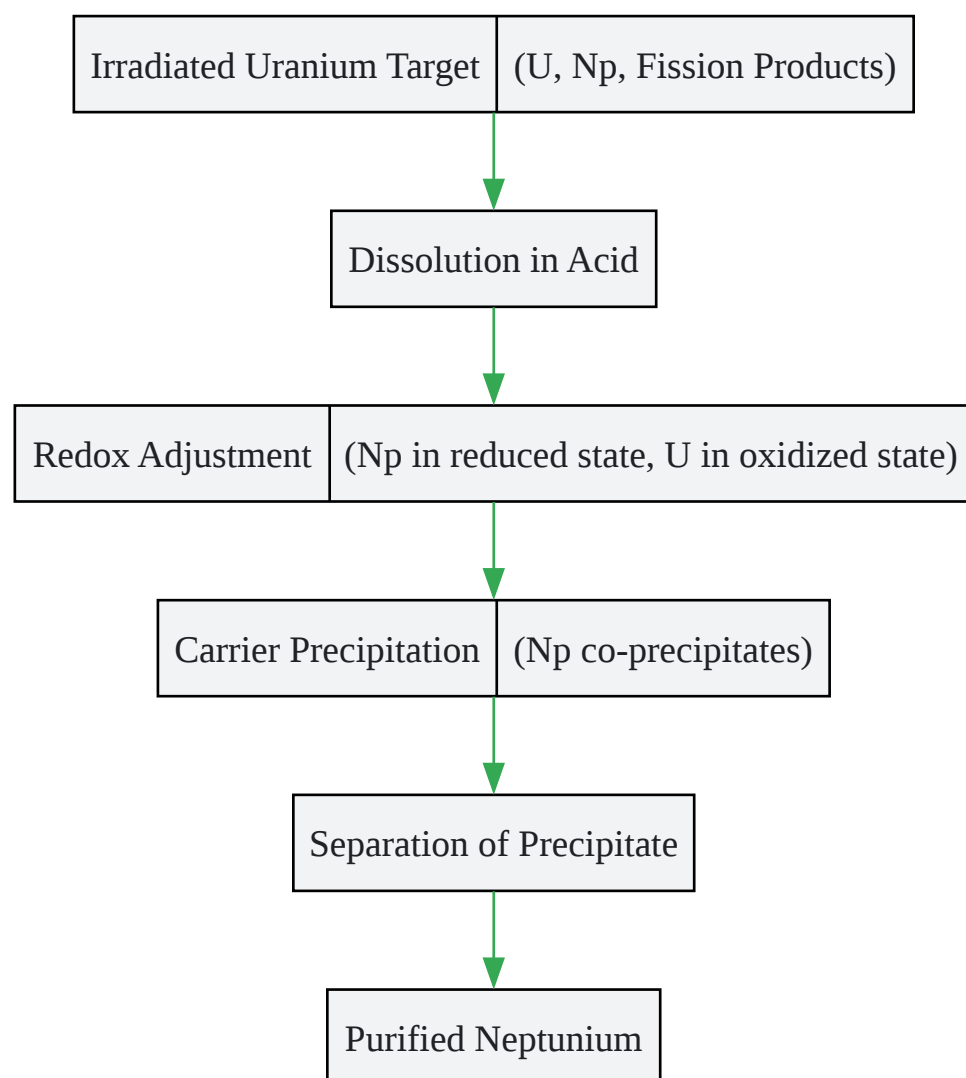 Irradiated Uranium Target (U, Np, Fission Products)
Dissolution in Acid
Redox Adjustment (Np in reduced state, U in oxidized state)
Carrier Precipitation (Np co-precipitates)
Separation of Precipitate
Purified Neptunium